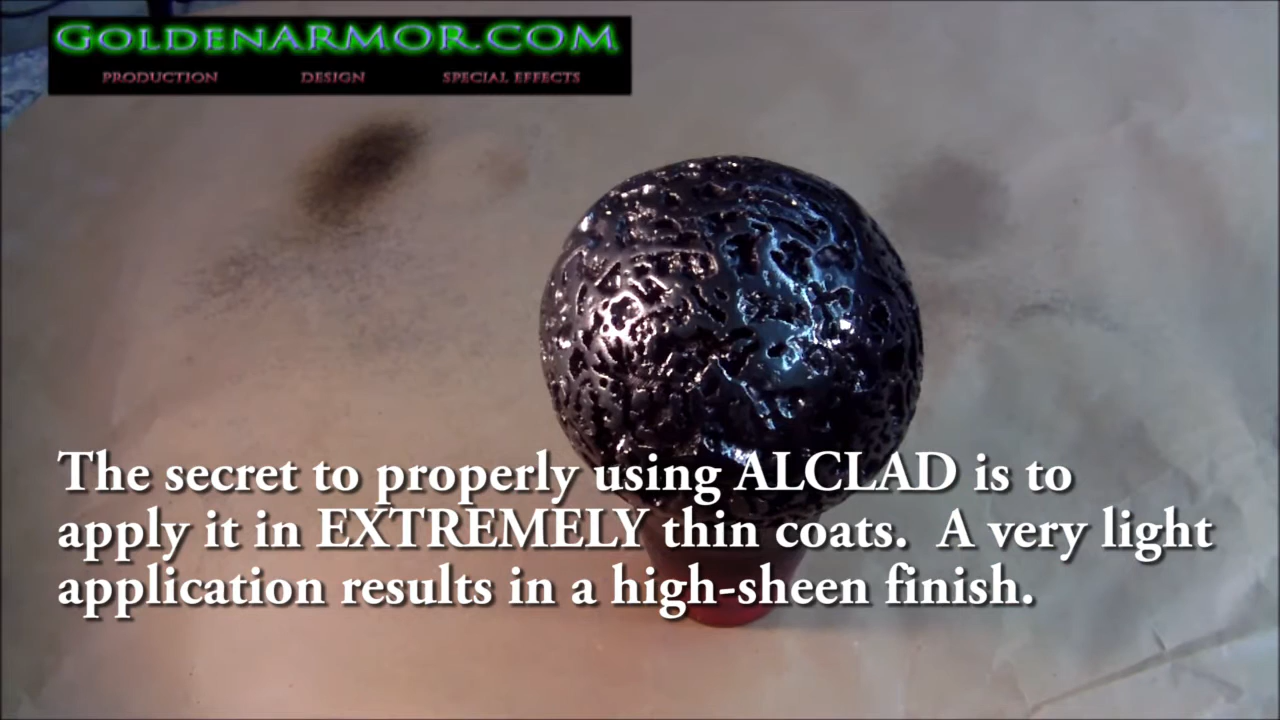 GOLDENARMOR.COM
PRODUCTION DESIGN SPECIAL EFFECTS
The secret to properly using ALCLAD is to
apply it in EXTREMELY thin coats. A very light
application results in a high-sheen finish.